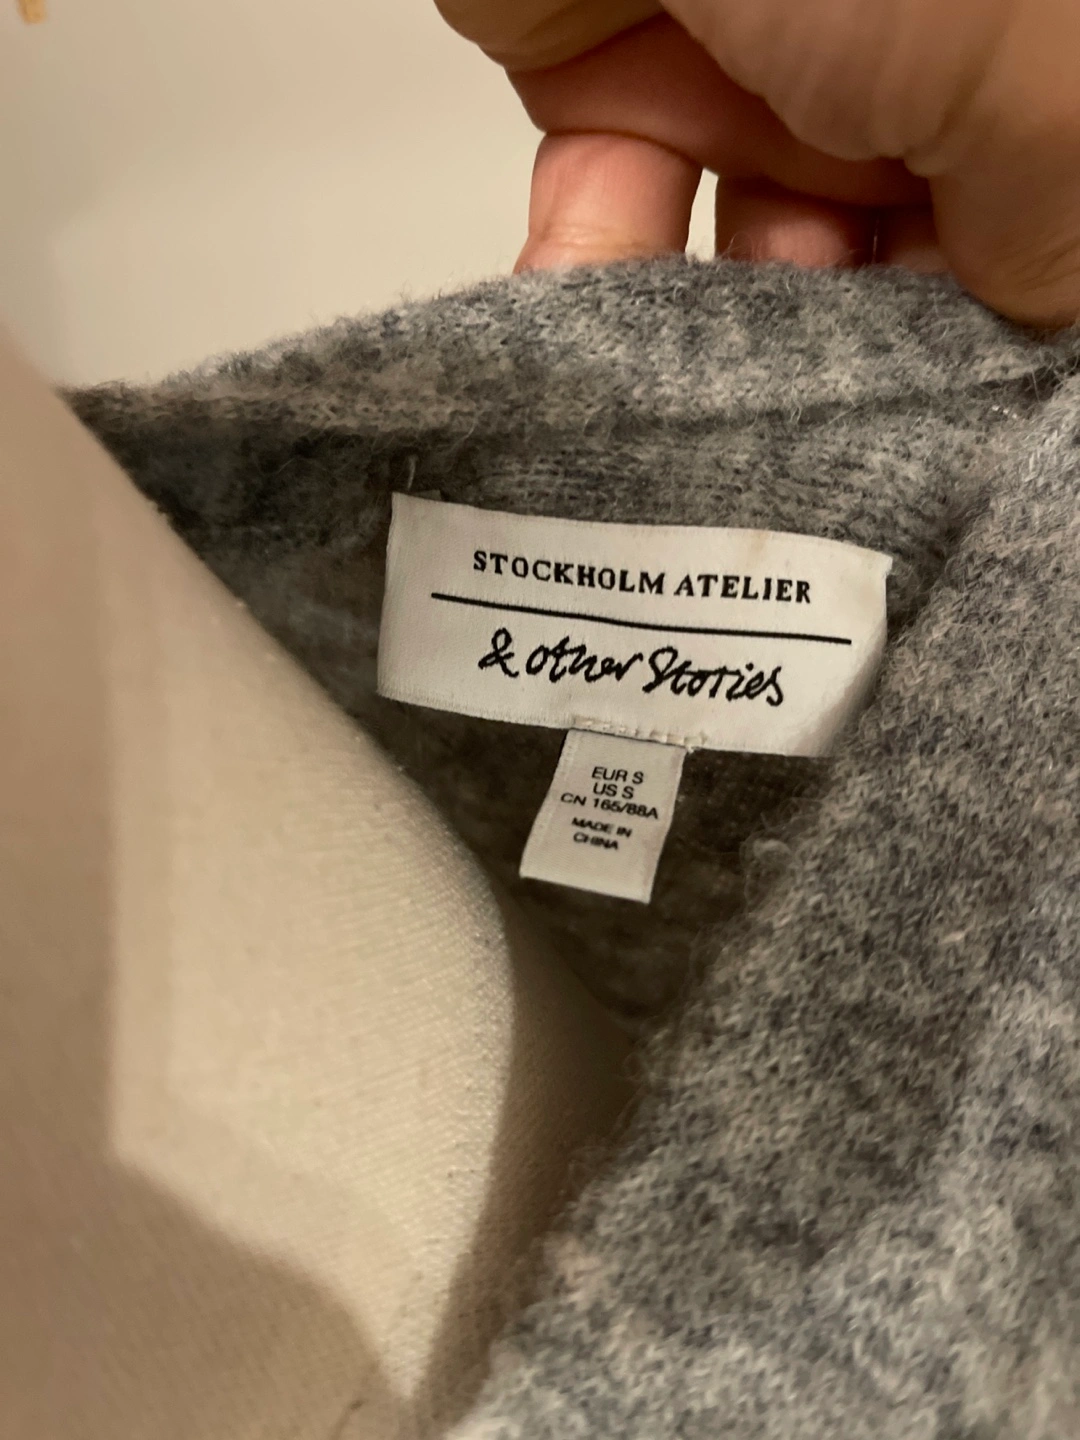 STOCKHOLM ATELIER
& other Stories
EUR S
US S
CN 165/88A
MADE IN
CHINA